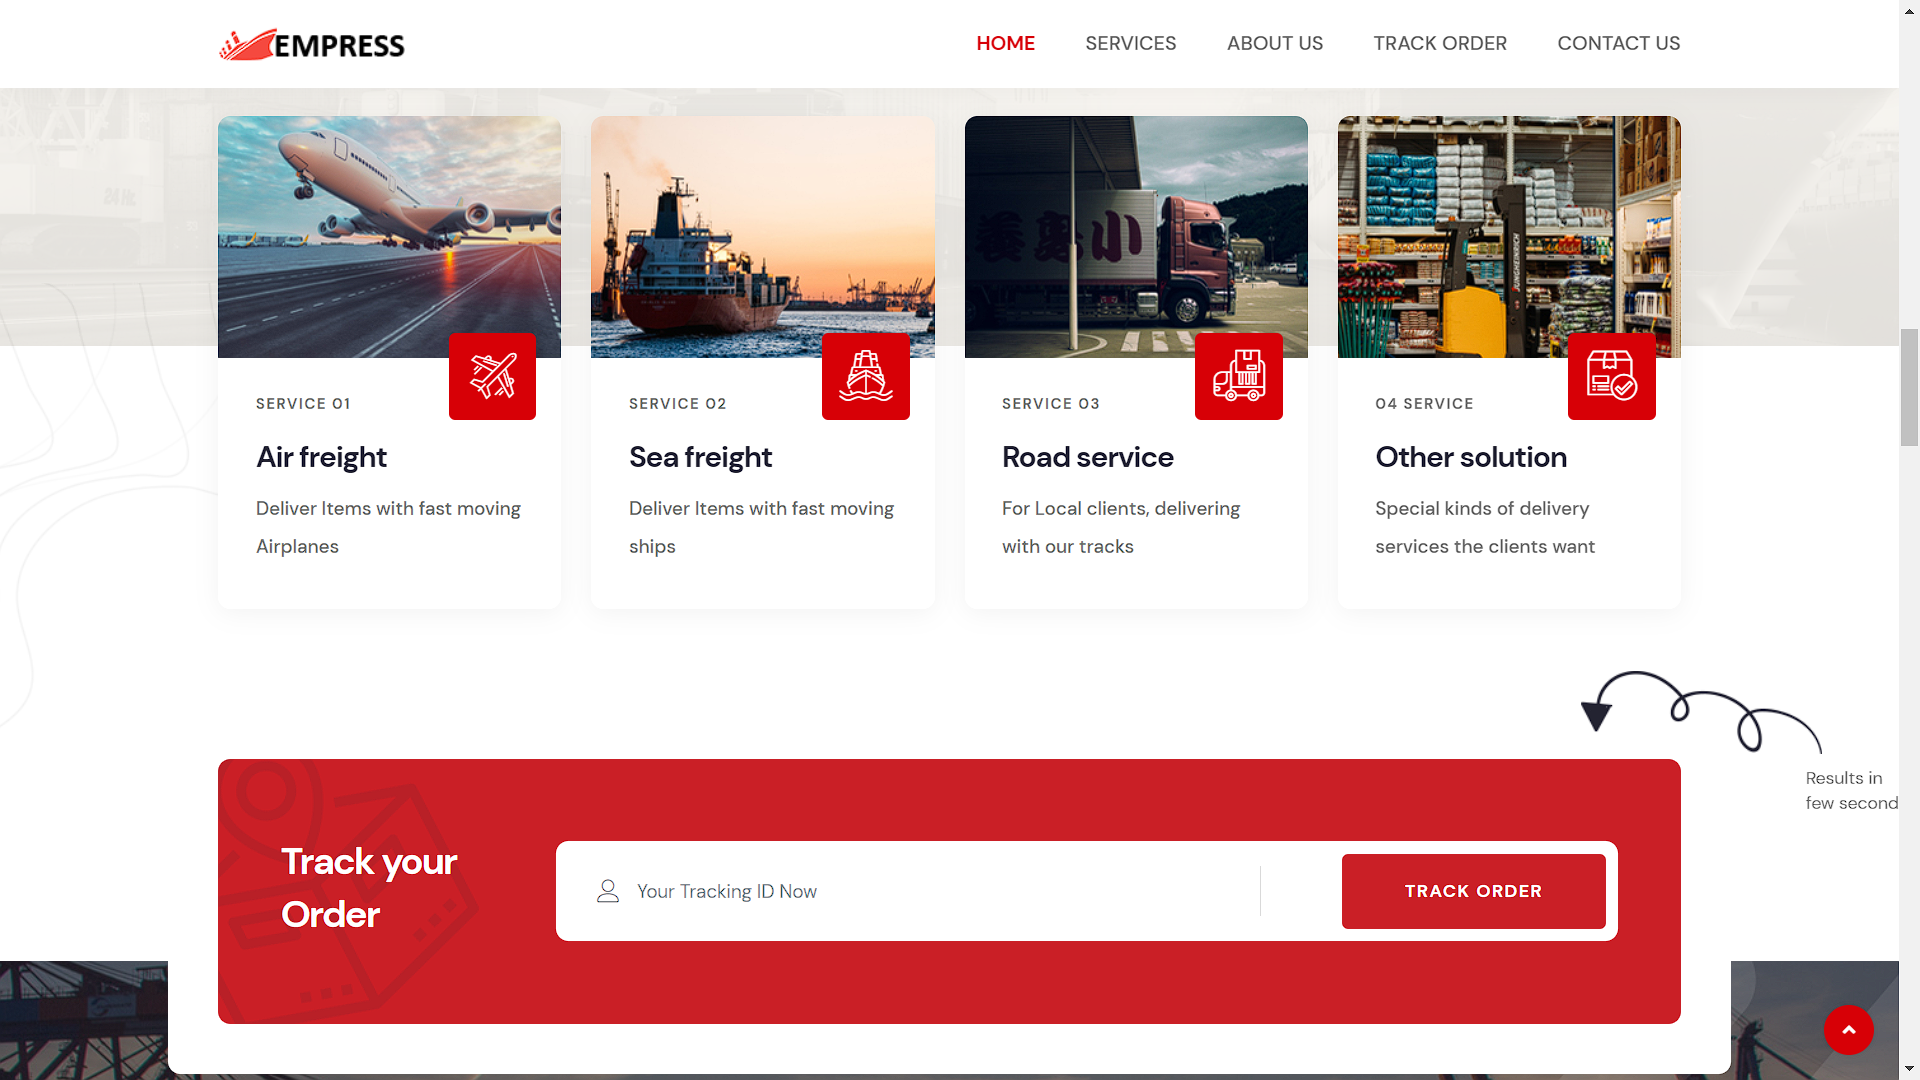 EMPRESS
HOME
SERVICES
ABOUT US
TRACK ORDER
CONTACT US
JUNGHEINRICH
SERVICE 01
Air freight
Deliver Items with fast moving
Airplanes
SERVICE 02
Sea freight
Deliver Items with fast moving
ships
SERVICE 03
Road service
For Local clients, delivering
with our tracks
04 SERVICE
Other solution
Special kinds of delivery
services the clients want
Results in
few second
Track your
Order
Your Tracking ID Now
TRACK ORDER